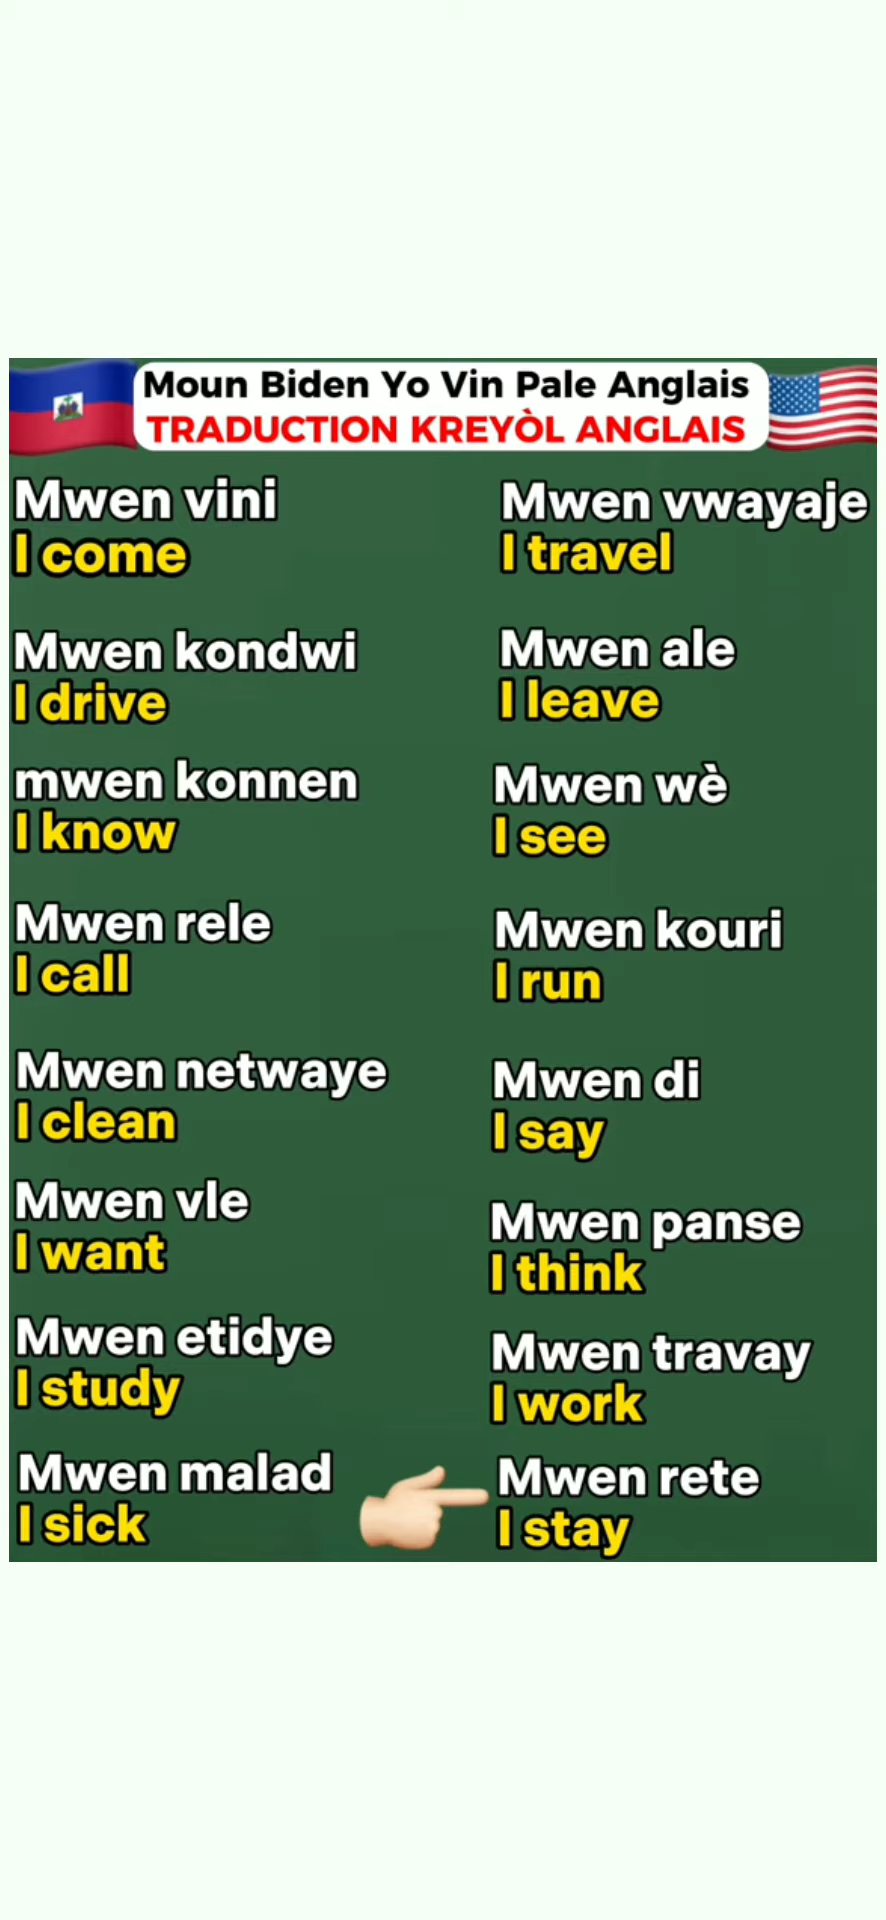 Moun Biden Yo Vin Pale Anglais
TRADUCTION KREYÒL ANGLAIS
Mwen vini
I come
Mwen kondwi
I drive
mwen konnen
I know
Mwen rele
I call
Mwen netwaye
I clean
Mwen vle
I want
Mwen etidye
I study
Mwen malad
I sick
Mwen vwayaje
I travel
Mwen ale
I leave
Mwen wè
I see
Mwen kouri
I run
Mwen di
I say
Mwen panse
I think
Mwen travay
I work
Mwen rete
I stay